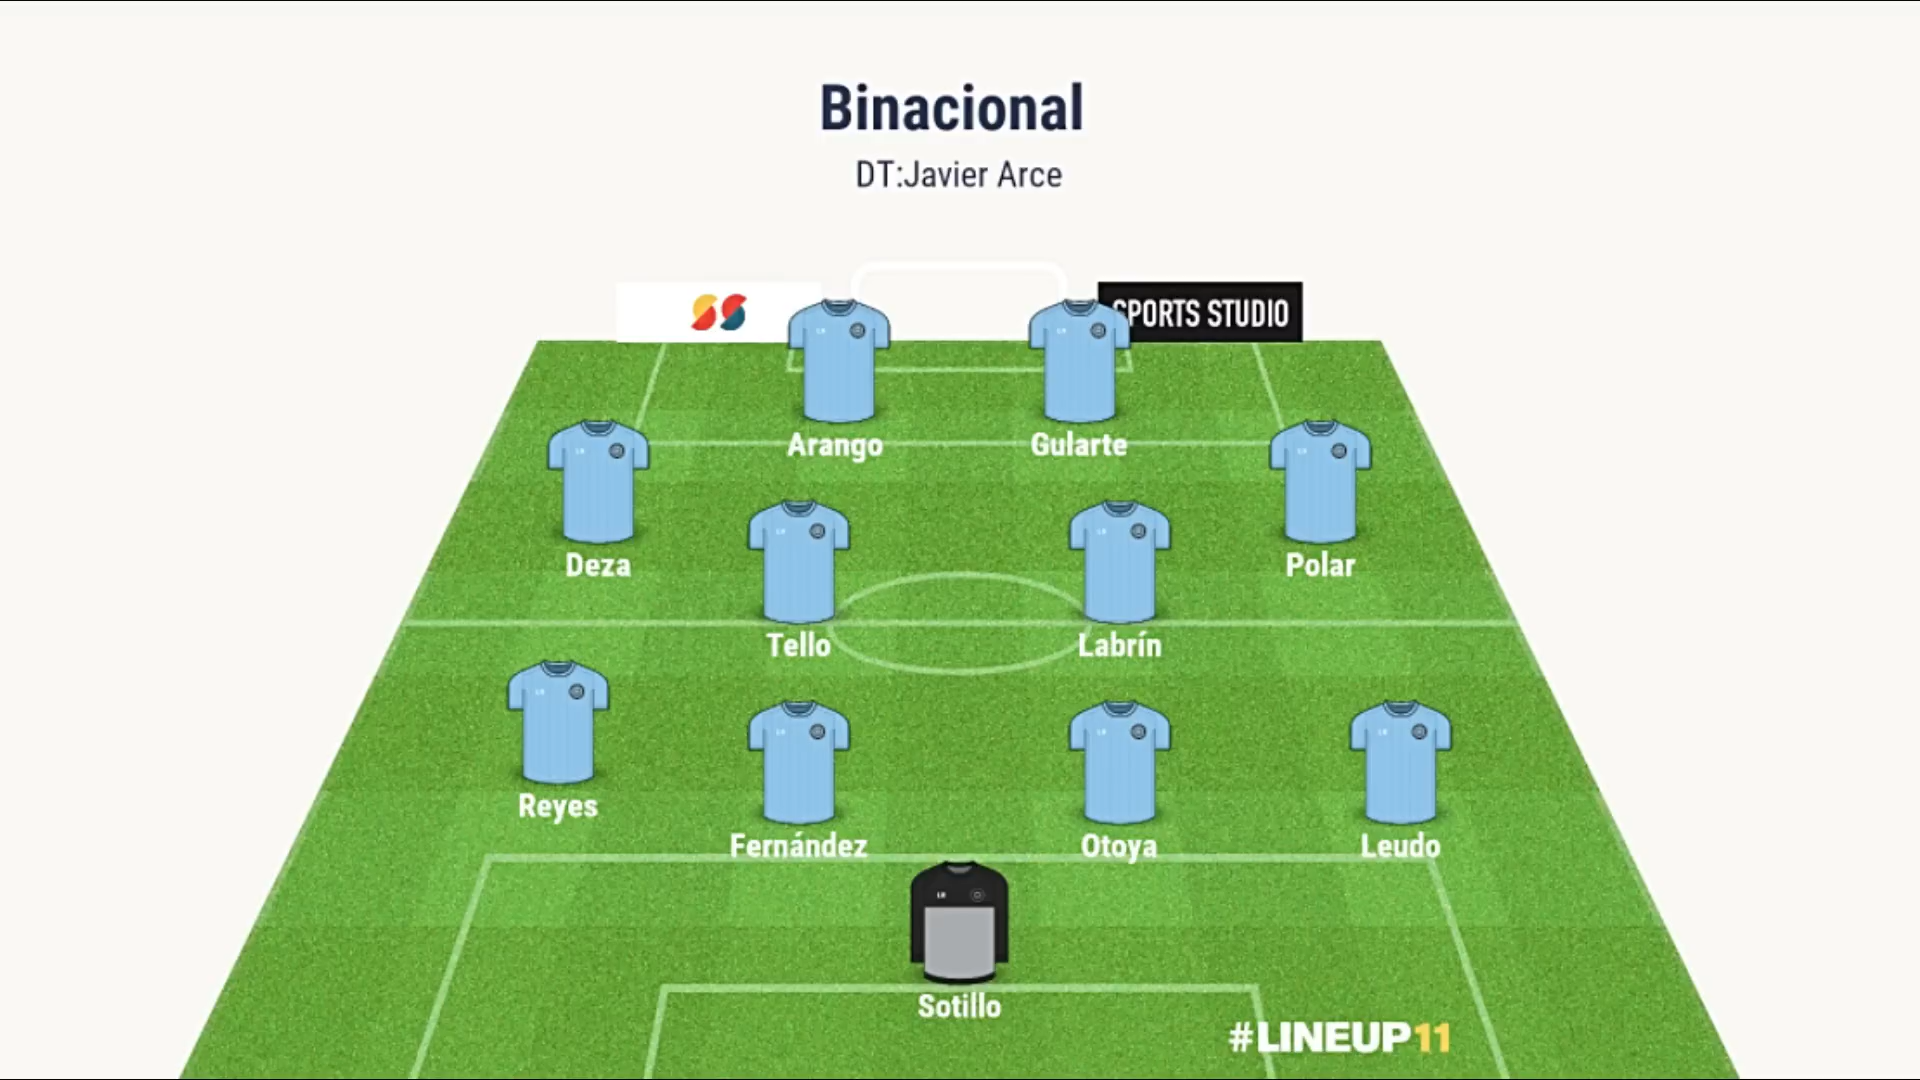 Binacional
DT:Javier Arce
SPORTS STUDIO
Arango
Gularte
Deza
Polar
Tello
Labrín
Reyes
Fernández
Otoya
Leudo
Sotillo
#LINEUP11